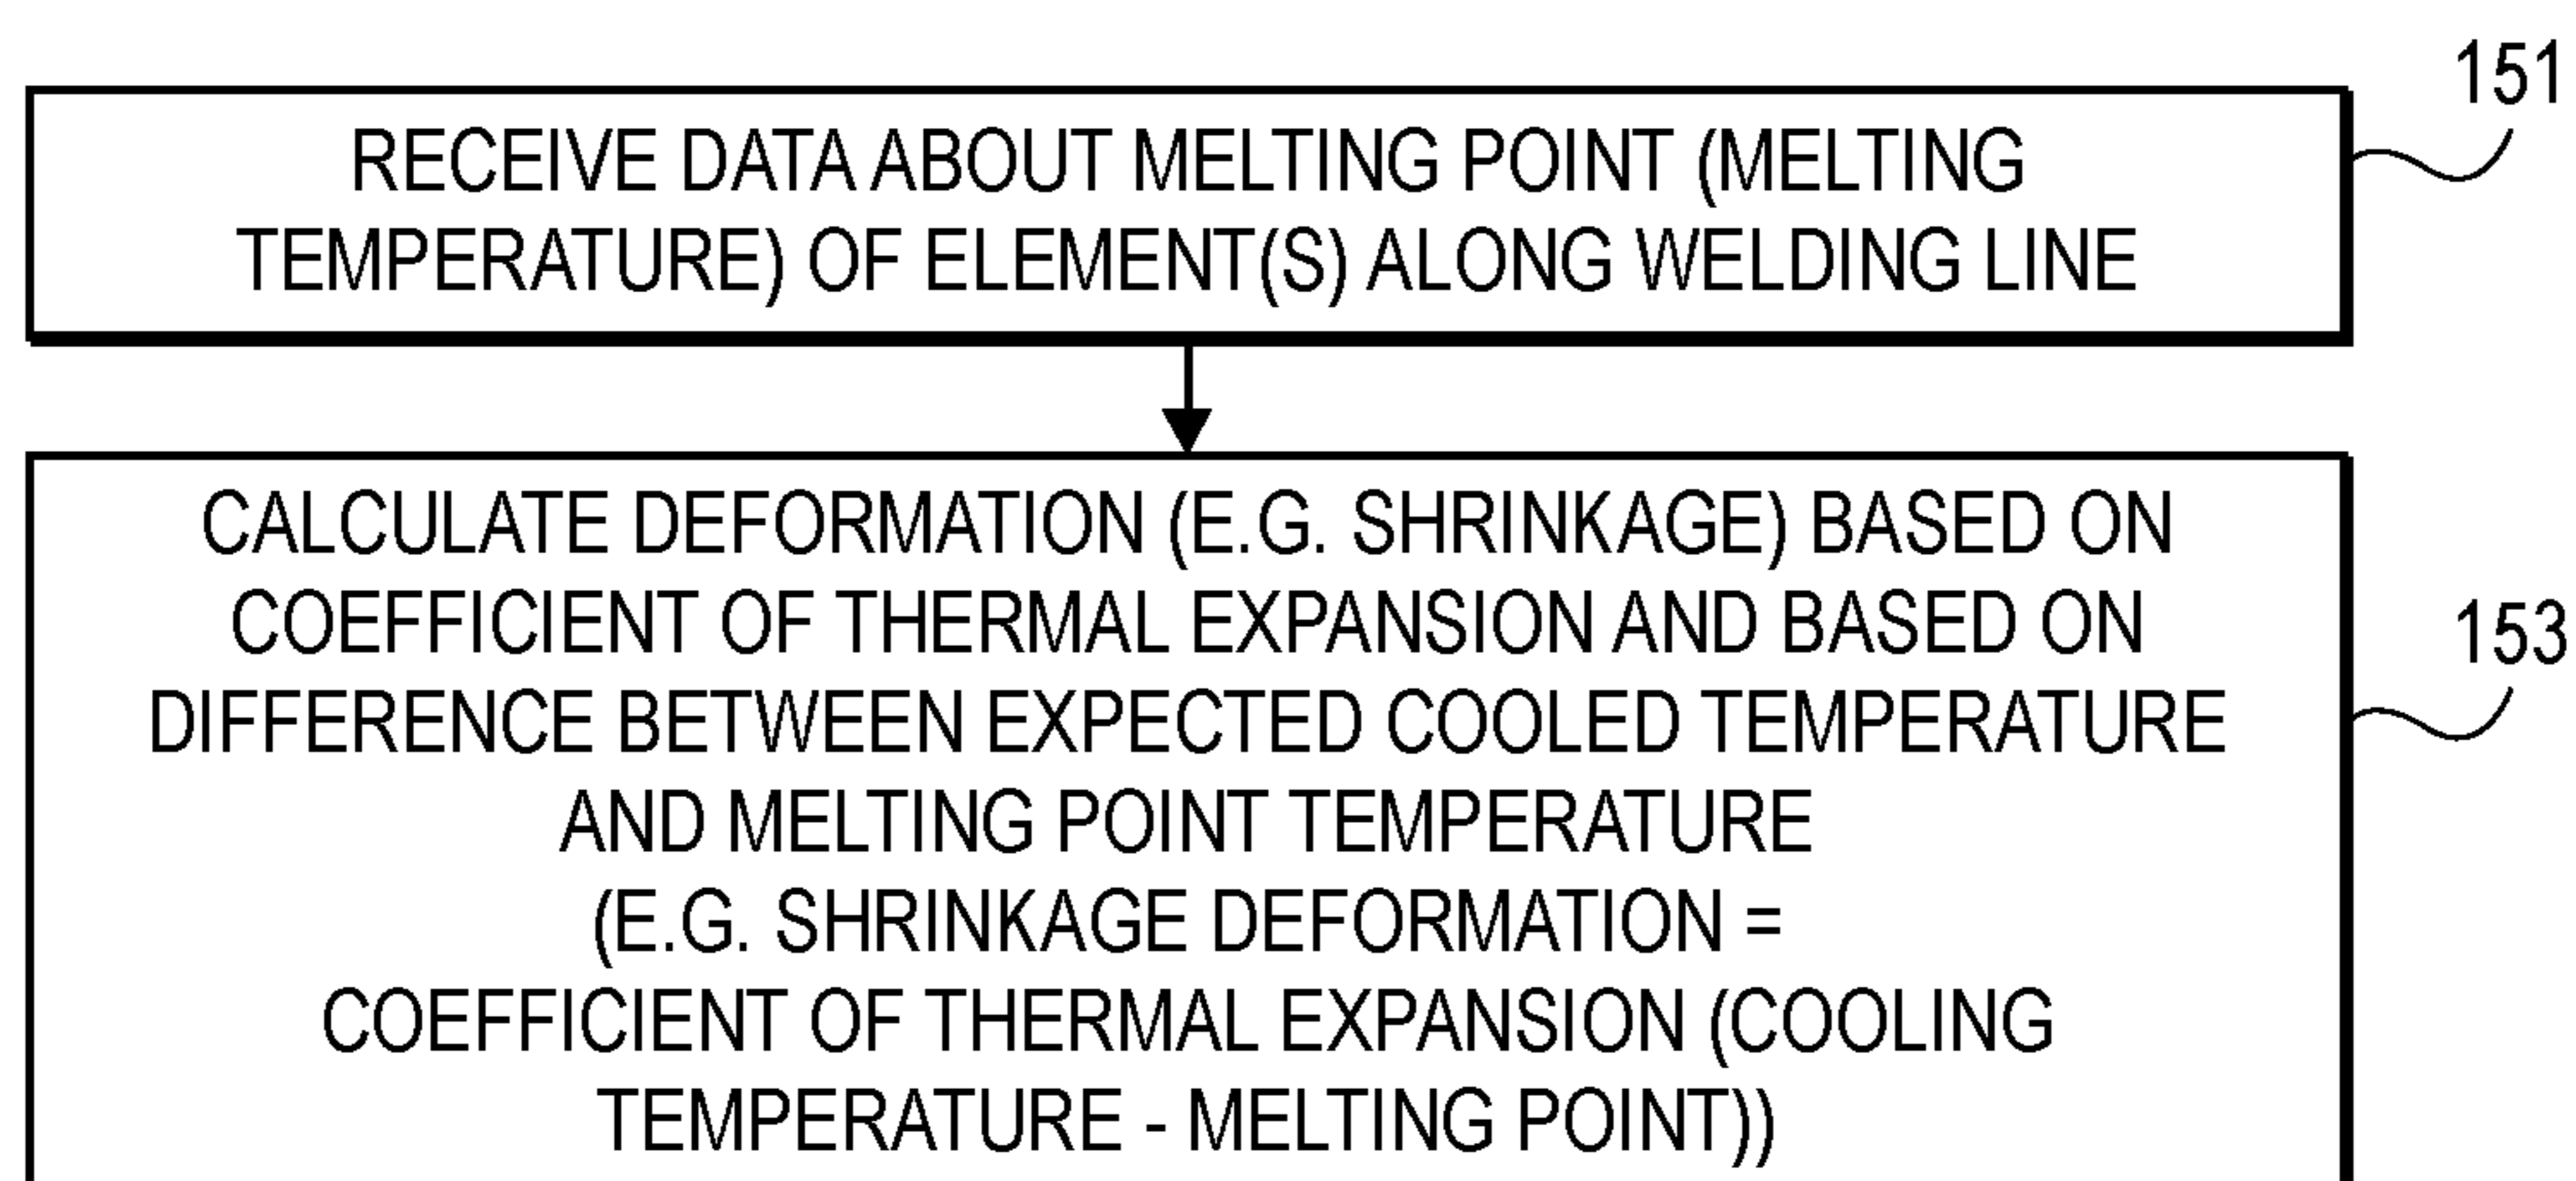 151
RECEIVE DATA ABOUT MELTING POINT (MELTING
TEMPERATURE) OF ELEMENT(S) ALONG WELDING LINE
CALCULATE DEFORMATION (E.G. SHRINKAGE) BASED ON
COEFFICIENT OF THERMAL EXPANSION AND BASED ON
153
DIFFERENCE BETWEEN EXPECTED COOLED TEMPERATURE
AND MELTING POINT TEMPERATURE
(E.G. SHRINKAGE DEFORMATION =
COEFFICIENT OF THERMAL EXPANSION (COOLING
TEMPERATURE - MELTING POINT))